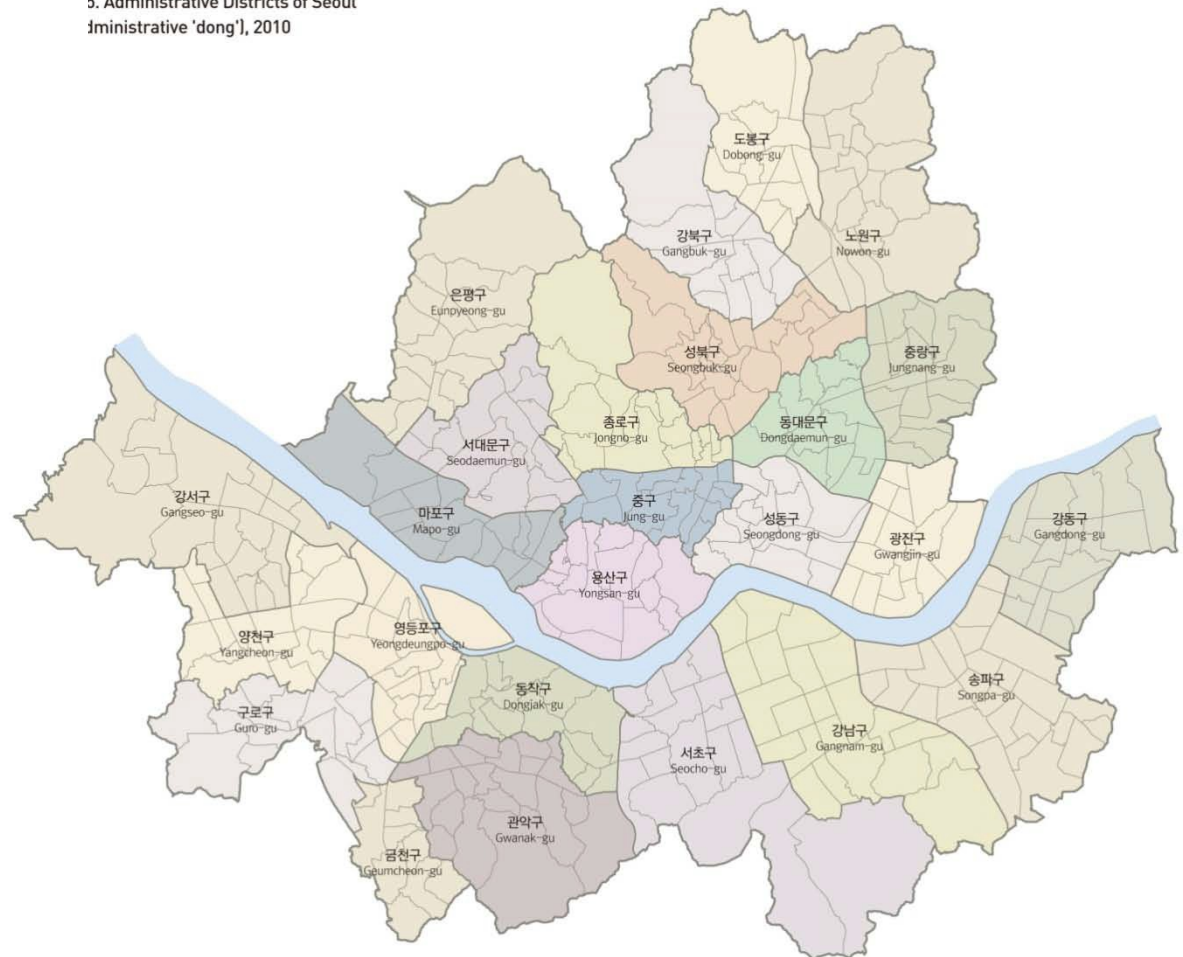 Administrative Districts of Seoul
dministrative 'dong'), 2010
도봉구
Dobong-gu
강북구
Gangbuk-gu
노원구
Nowon-gu
은평구
Eunpyeong-gu
성북구
Seongbuk-gu
중랑구
Jungnang-gu
종로구
Jongno-gu
동대문구
Dongdaemun-gu
서대문구
Seodaemun-gu
강서구
Gangseo-gu
마포구
Mapo-gu
중구
Jung-gu
성동구
Seongdong-gu
광진구
Gwangjin-gu
강동구
Gangdong-gu
용산구
Yongsan-gu
양천구
Yangcheon-gu
영등포구
Yeongdeungpo-gu
동작구
Dongjak-gu
송파구
Songpa-gu
구로구
Guro-gu
서초구
Seocho-gu
강남구
Gangnam-gu
관악구
Gwanak-gu
금천구
Geumcheon-gu